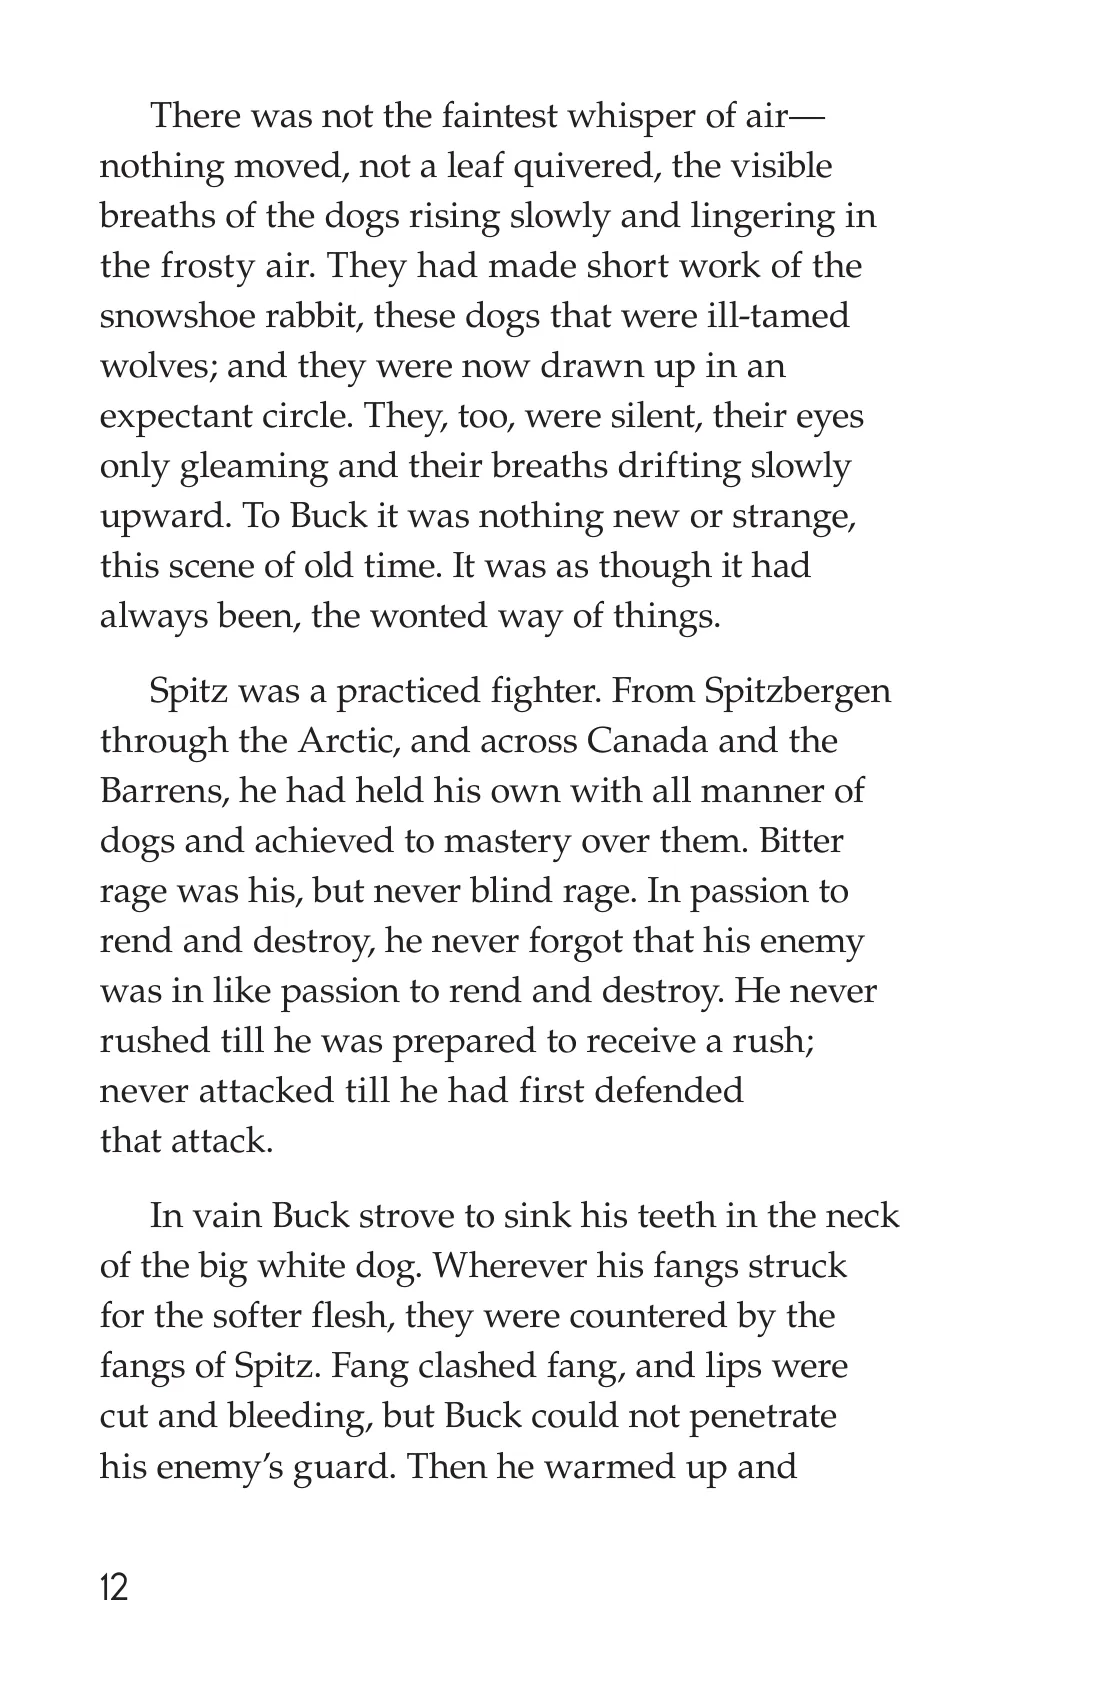 There was not the faintest whisper of air—
nothing moved, not a leaf quivered, the visible
breaths of the dogs rising slowly and lingering in
the frosty air. They had made short work of the
snowshoe rabbit, these dogs that were ill-tamed
wolves; and they were now drawn up in an
expectant circle. They, too, were silent, their eyes
only gleaming and their breaths drifting slowly
upward. To Buck it was nothing new or strange,
this scene of old time. It was as though it had
always been, the wonted way of things.
Spitz was a practiced fighter. From Spitzbergen
through the Arctic, and across Canada and the
Barrens, he had held his own with all manner of
dogs and achieved to mastery over them. Bitter
rage was his, but never blind rage. In passion to
rend and destroy, he never forgot that his enemy
was in like passion to rend and destroy. He never
rushed till he was prepared to receive a rush;
never attacked till he had first defended
that attack.
In vain Buck strove to sink his teeth in the neck
of the big white dog. Wherever his fangs struck
for the softer flesh, they were countered by the
fangs of Spitz. Fang clashed fang, and lips were
cut and bleeding, but Buck could not penetrate
his enemy’s guard. Then he warmed up and
12